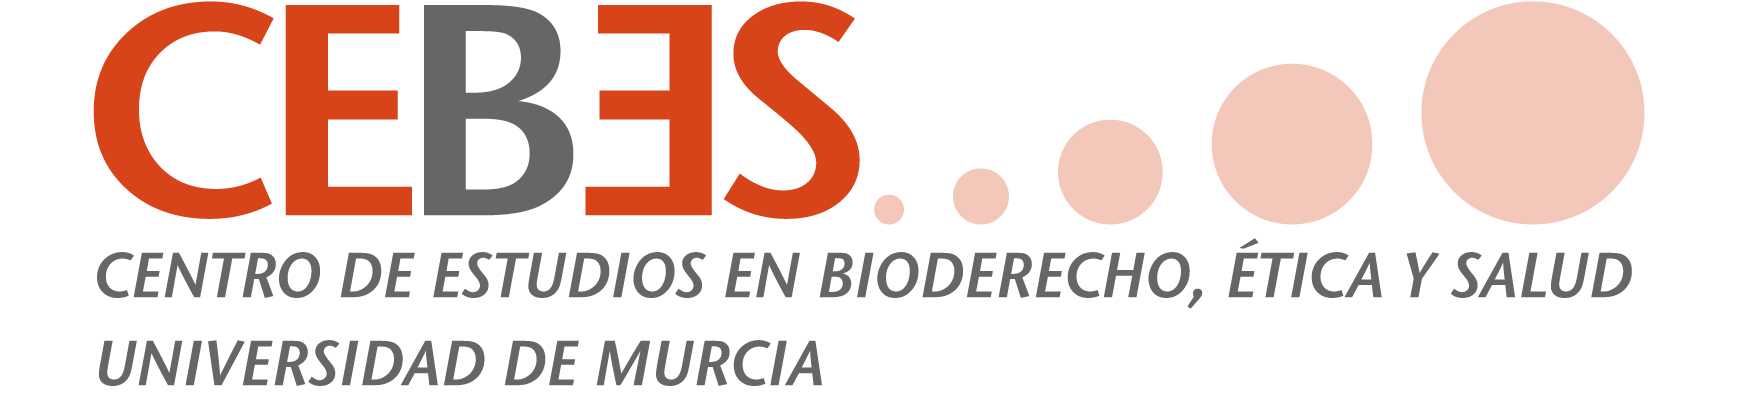 CEBES
CENTRO DE ESTUDIOS EN BIODERECHO, ÉTICA Y SALUD
UNIVERSIDAD DE MURCIA